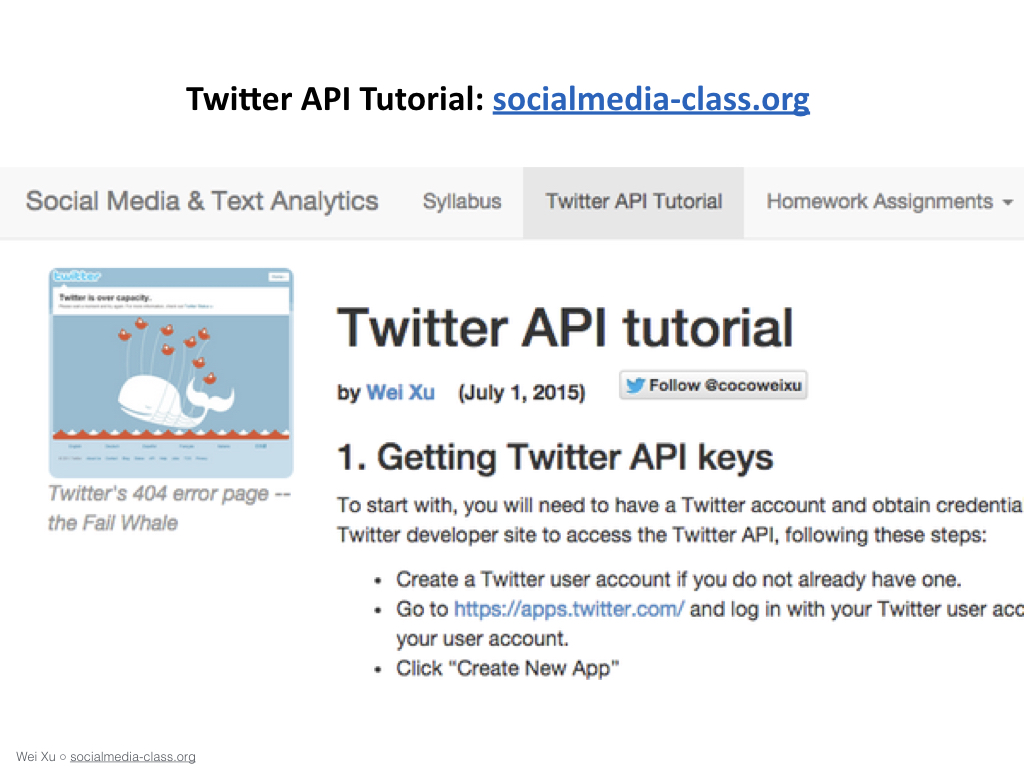 Twitter API Tutorial: socialmedia-class.org
Social Media & Text Analytics Syllabus Twitter API Tutorial Homework Assignments
twitter
Twitter is over capacity.
Twitter API tutorial
by Wei Xu (July 1, 2015) Follow @cocoweixu
1. Getting Twitter API keys
To start with, you will need to have a Twitter account and obtain credentia
Twitter developer site to access the Twitter API, following these steps:
Twitter's 404 error page --
the Fail Whale
• Create a Twitter user account if you do not already have one.
• Go to https://apps.twitter.com/ and log in with your Twitter user acc
your user account.
• Click “Create New App”
Wei Xu ○ socialmedia-class.org